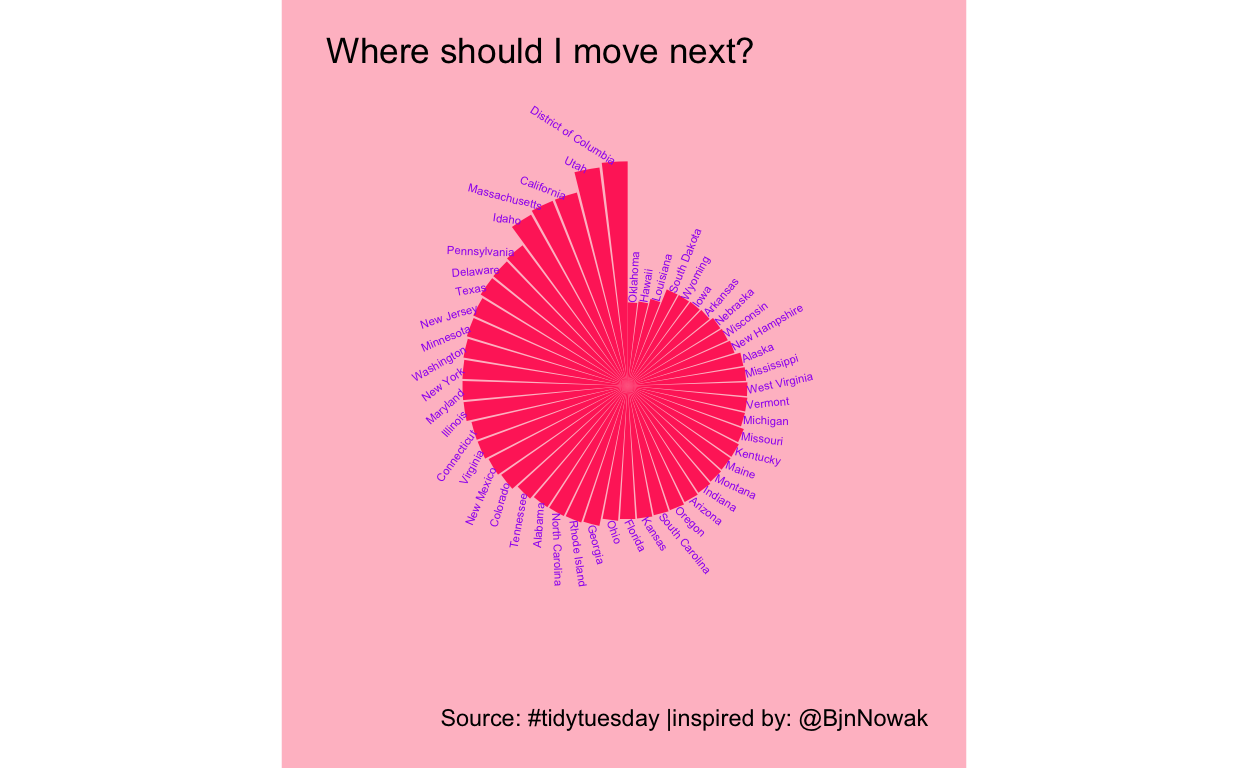 Where should I move next?
District of Columbia
Utah
California
Massachusetts
Idaho
Pennsylvania
Delaware
Texas
New Jersey
Minnesota
Washington
New York
Maryland
Illinois
Connecticut
Virginia
New Mexico
Colorado
Tennessee
Alabama
North Carolina
Rhode Island
Georgia
Ohio
Florida
Kansas
South Carolina
Oregon
Arizona
Indiana
Montana
Maine
Kentucky
Missouri
Michigan
Vermont
West Virginia
Mississippi
Alaska
New Hampshire
Wisconsin
Nebraska
Arkansas
Iowa
Wyoming
South Dakota
Louisiana
Hawaii
Oklahoma
Source: #tidytuesday |inspired by: @BjnNowak